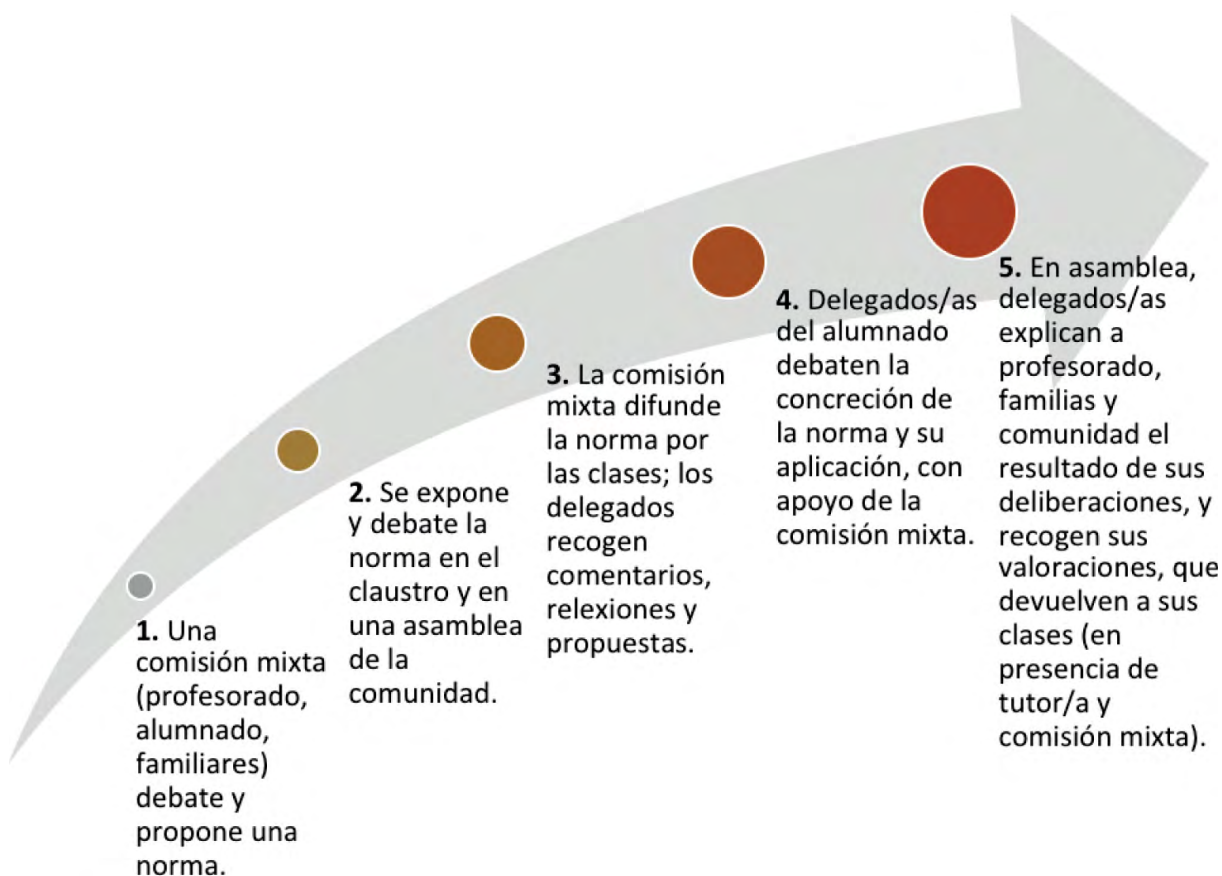 1. Una
comisión mixta
(profesorado,
alumnado,
familiares)
debate y
propone una
norma.
2. Se expone
y debate la
norma en el
claustro y en
una asamblea
de la
comunidad.
3. La comisión
mixta difunde
la norma por
las clases; los
delegados
recogen
comentarios,
relexiones y
propuestas.
4. Delegados/as
del alumnado
debaten la
concreción de
la norma y su
aplicación, con
apoyo de la
comisión mixta.
5. En asamblea,
delegados/as
explican a
profesorado,
familias y
comunidad el
resultado de sus
deliberaciones, y
recogen sus
valoraciones, que
devuelven a sus
clases (en
presencia de
tutor/a y
comisión mixta).